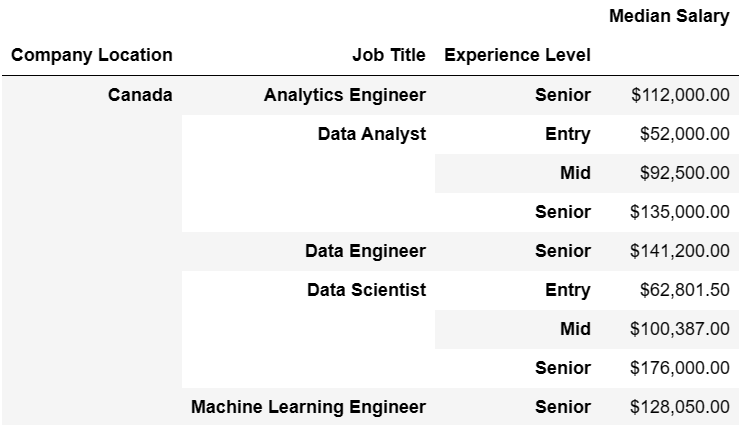 Median Salary
Company Location Job Title Experience Level
Canada Analytics Engineer Senior $112,000.00
Data Analyst Entry $52,000.00
Mid $92,500.00
Senior $135,000.00
Data Engineer Senior $141,200.00
Data Scientist Entry $62,801.50
Mid $100,387.00
Senior $176,000.00
Machine Learning Engineer Senior $128,050.00